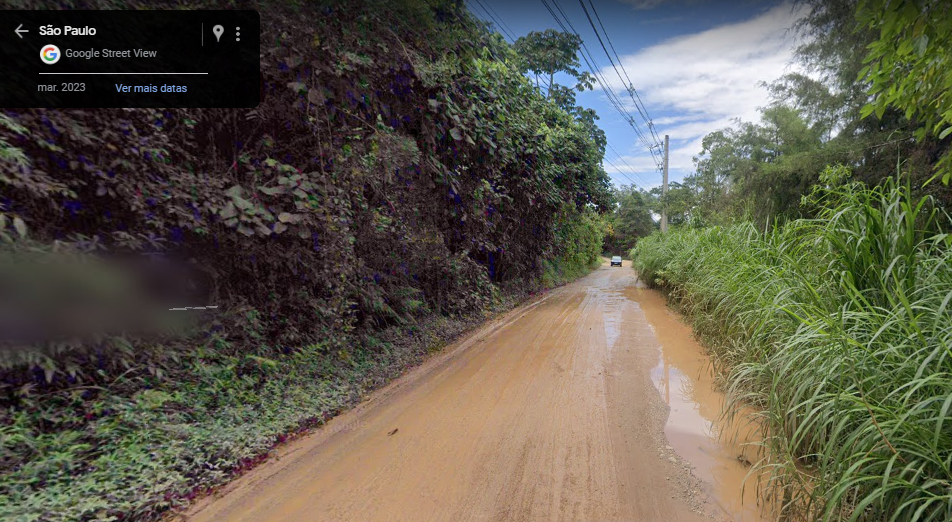 São Paulo
Google Street View
mar. 2023
Ver mais datas